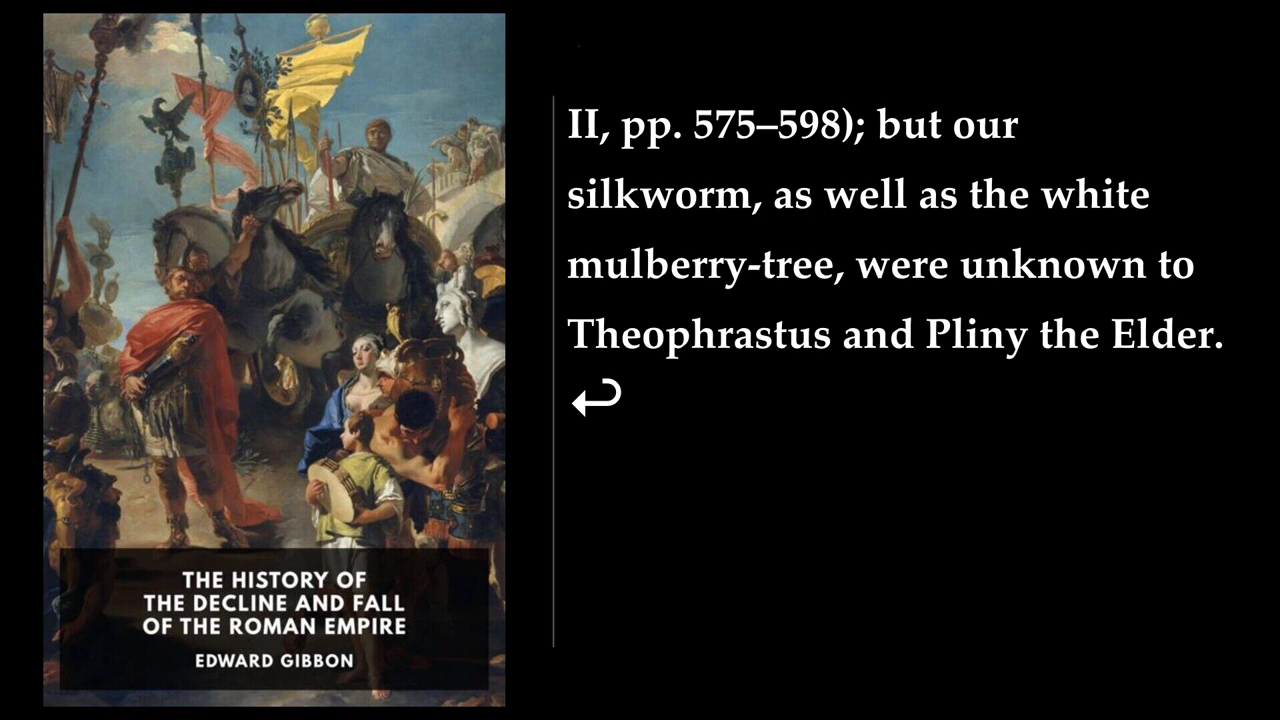 THE HISTORY OF
THE DECLINE AND FALL
OF THE ROMAN EMPIRE
EDWARD GIBBON
II, pp. 575–598); but our
silkworm, as well as the white
mulberry-tree, were unknown to
Theophrastus and Pliny the Elder.
↩